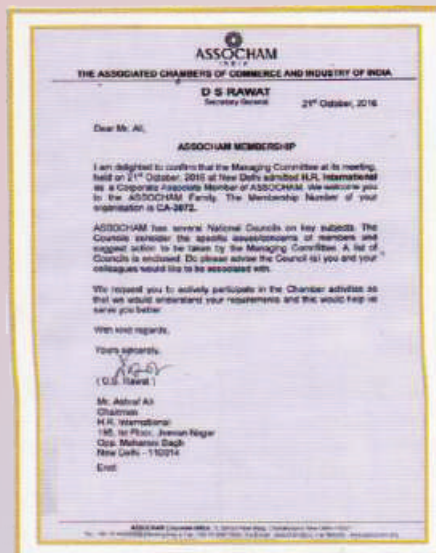 ASSOCHAM
INDIA
THE ASSOCIATED CHAMBERS OF COMMERCE AND INDUSTRY OF INDIA
D S RAWAT
Secretary General
21st October, 2016
Dear Mr. Ali,
ASSOCHAM MEMBERSHIP
I am delighted to confirm that the Managing Committee at its meeting,
held on 21st October, 2016 at New Delhi admitted H.R. International
as a Corporate Associate Member of ASSOCHAM. We welcome you
to the ASSOCHAM Family. The Membership Number of your
organisation is
ASSOCHAM has several National Councils on key subjects. The
Councils consider the specific issues/concerns of members and
suggest action to be taken by the Managing Committee. A list of
Councils is enclosed. Do please advise the Council (s) you and your
colleagues would like to be associated with.
We request you to actively participate in the Chamber activities so
that we would understand your requirements and this would help us
serve you better
With kind regards,
Yours sincerely,
( D.S. Rawat )
Mr. Ashraf Ali
Chairman
H.R. International
Floor, Jeevan Nagar
Opp.
New Delhi - 110014
Encl: